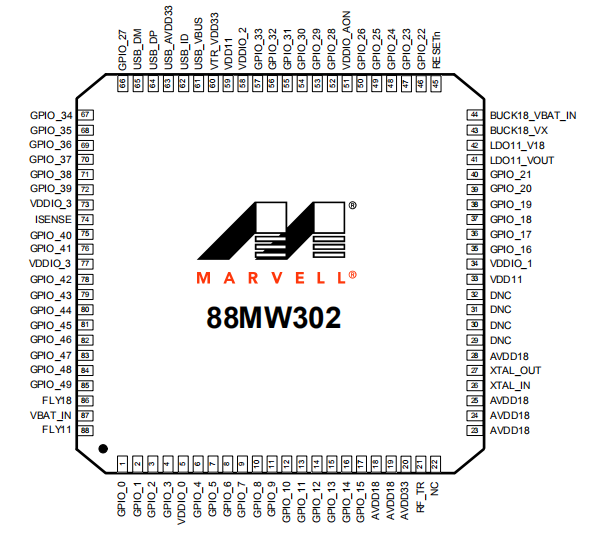 GPIO_27
USB_DM
USB_DP
USB_AVDD33
USB_ID
USB_VBUS
VTR_VDD33
VDD11
VDDIO_2
GPIO_33
GPIO_32
GPIO_31
GPIO_30
GPIO_29
GPIO_28
VDDIO_AON
GPIO_26
GPIO_25
GPIO_24
GPIO_23
GPIO_22
RESETn
66 65 64 63 62 61 60 59 58 57 56 55 54 53 52 51 50 49 48 47 46 45
GPIO_34 67
GPIO_35 68
GPIO_36 69
GPIO_37 70
GPIO_38 71
GPIO_39 72
VDDIO_3 73
ISENSE 74
GPIO_40 75
GPIO_41 76
VDDIO_3 77
GPIO_42 78
GPIO_43 79
GPIO_44 80
GPIO_45 81
GPIO_46 82
GPIO_47 83
GPIO_48 84
GPIO_49 85
FLY18 86
VBAT_IN 87
FLY11 88
®
MARVELL®
88MW302
44 BUCK18_VBAT_IN
43 BUCK18_VX
42 LDO11_V18
41 LDO11_VOUT
40 GPIO_21
39 GPIO_20
38 GPIO_19
37 GPIO_18
36 GPIO_17
35 GPIO_16
34 VDDIO_1
33 VDD11
32 DNC
31 DNC
30 DNC
29 DNC
28 AVDD18
27 XTAL_OUT
26 XTAL_IN
25 AVDD18
24 AVDD18
23 AVDD18
1 2 3 4 5 6 7 8 9 10 11 12 13 14 15 16 17 18 19 20 21 22
GPIO_0
GPIO_1
GPIO_2
GPIO_3
VDDIO_0
GPIO_4
GPIO_5
GPIO_6
GPIO_7
GPIO_8
GPIO_9
GPIO_10
GPIO_11
GPIO_12
GPIO_13
GPIO_14
GPIO_15
AVDD18
AVDD18
AVDD33
RF_TR
NC